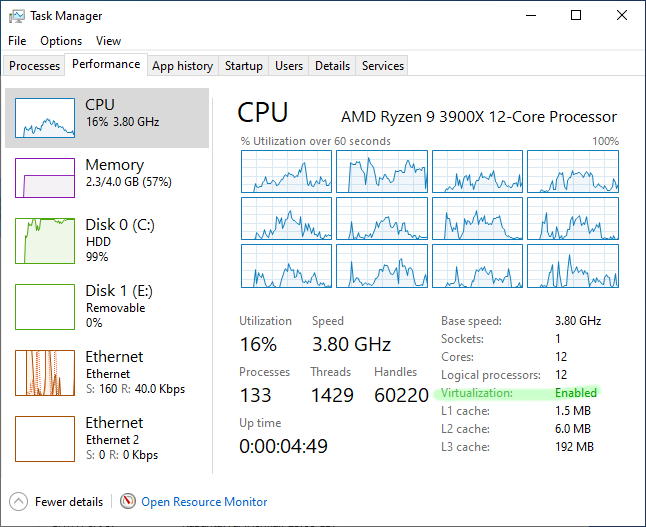 Task Manager
File Options View
Processes Performance App history Startup Users Details Services
CPU
16% 3.80 GHz
Memory
2.3/4.0 GB (57%)
Disk 0 (C:)
HDD
99%
Disk 1 (E:)
Removable
0%
Ethernet
Ethernet
S: 160 R: 40.0 Kbps
Ethernet
Ethernet 2
S: 0 R: 0 Kbps
CPU AMD Ryzen 9 3900X 12-Core Processor
% Utilization over 60 seconds 100%
Utilization Speed
16% 3.80 GHz
Processes Threads Handles
133 1429 60220
Up time
0:00:04:49
Base speed: 3.80 GHz
Sockets: 1
Cores: 12
Logical processors: 12
Virtualization: Enabled
L1 cache: 1.5 MB
L2 cache: 6.0 MB
L3 cache: 192 MB
Fewer details Open Resource Monitor